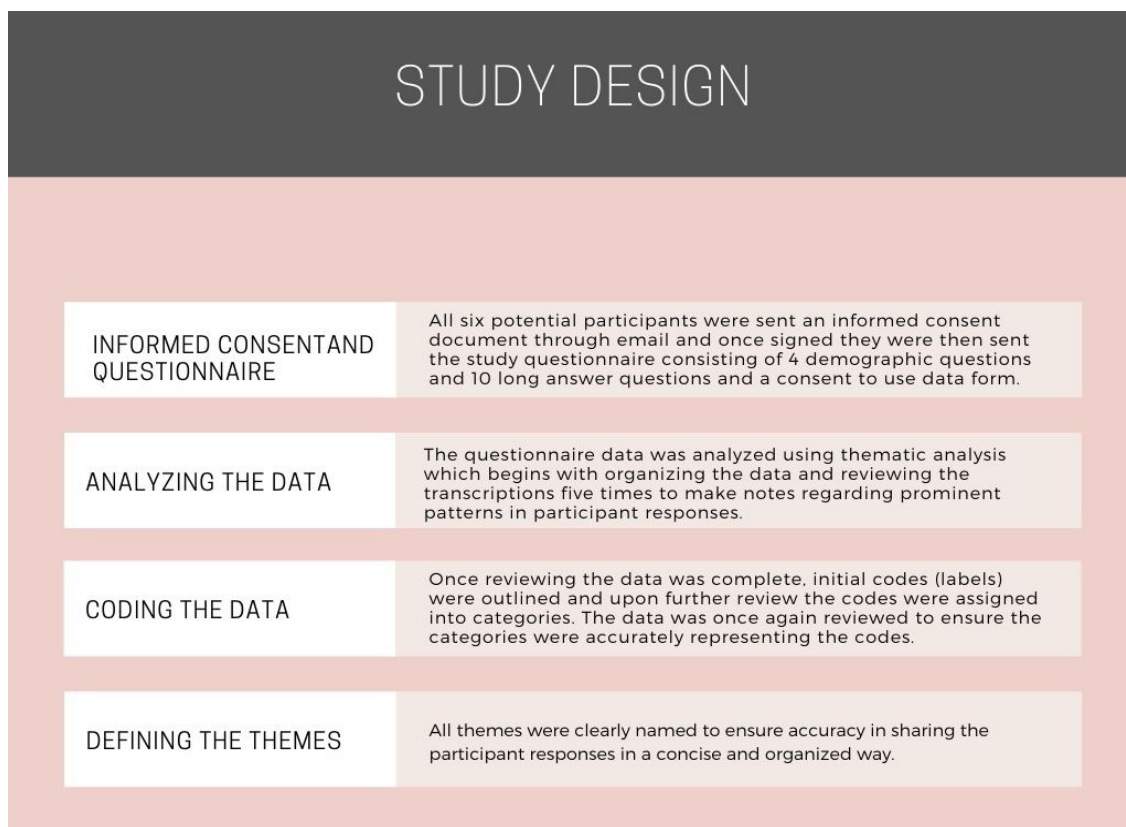 STUDY DESIGN
INFORMED CONSENTAND
QUESTIONNAIRE
All six potential participants were sent an informed consent
document through email and once signed they were then sent
the study questionnaire consisting of 4 demographic questions
and 10 long answer questions and a consent to use data form.
ANALYZING THE DATA
The questionnaire data was analyzed using thematic analysis
which begins with organizing the data and reviewing the
transcriptions five times to make notes regarding prominent
patterns in participant responses.
CODING THE DATA
Once reviewing the data was complete, initial codes (labels)
were outlined and upon further review the codes were assigned
into categories. The data was once again reviewed to ensure the
categories were accurately representing the codes.
DEFINING THE THEMES
All themes were clearly named to ensure accuracy in sharing the
participant responses in a concise and organized way.